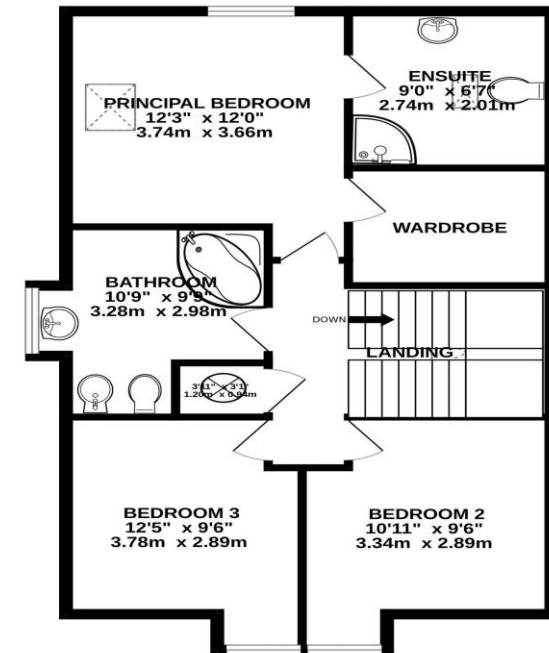 PRINCIPAL BEDROOM
12'3" x 12'0"
3.74m x 3.66m
ENSUITE
9'0" x 6'7"
2.74m x 2.01m
WARDROBE
BATHROOM
10'9" x 9'9"
3.28m x 2.98m
DOWN
LANDING
3'11" x 3'1"
1.20m x 0.94m
BEDROOM 3
12'5" x 9'6"
3.78m x 2.89m
BEDROOM 2
10'11" x 9'6"
3.34m x 2.89m